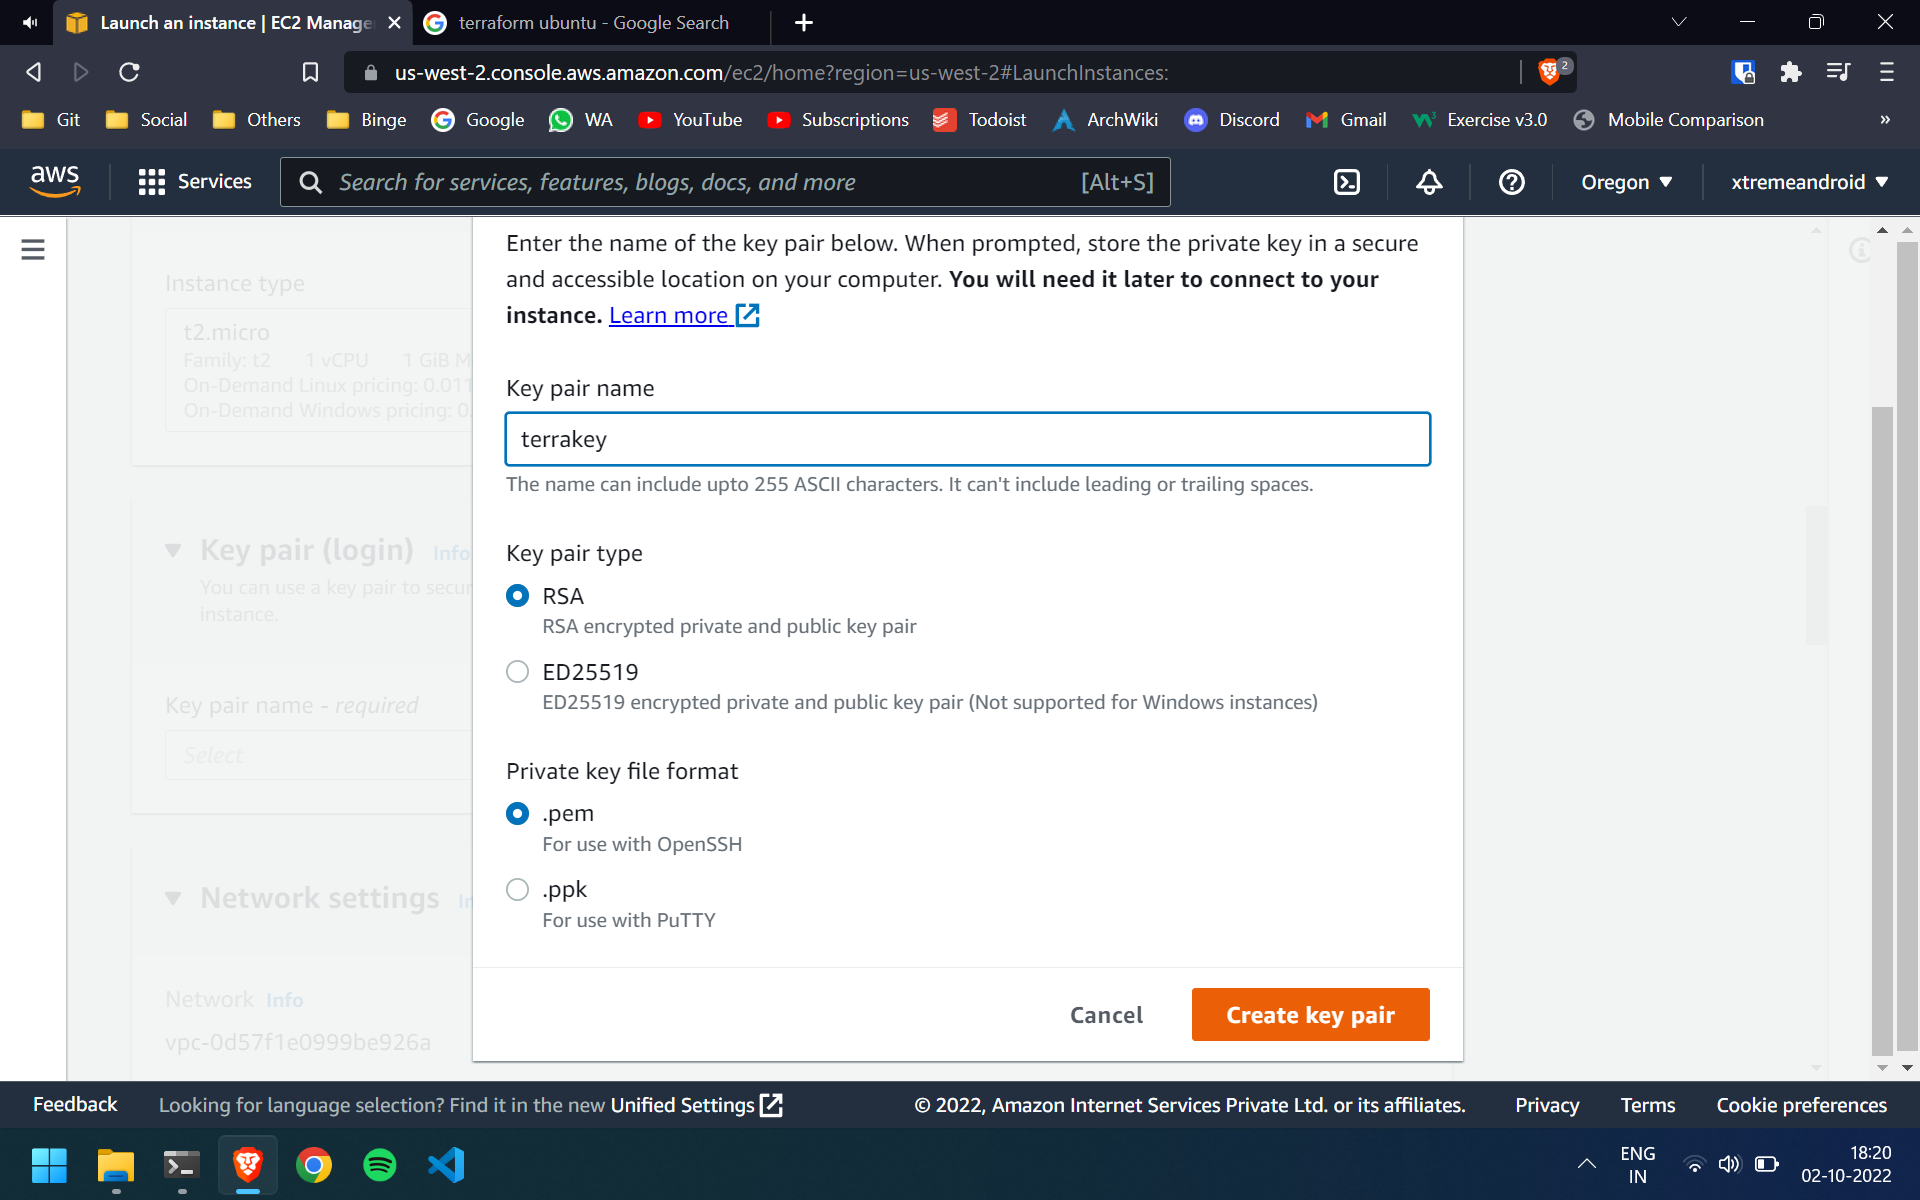 Launch an instance | EC2 Manage
terraform ubuntu - Google Search
us-west-2.console.aws.amazon.com/ec2/home?region=us-west-2#LaunchInstances:
2
Git
Social
Others
Binge
Google
WA
YouTube
Subscriptions
Todoist
ArchWiki
Discord
Gmail
Exercise v3.0
Mobile Comparison
»
aws
Services
Search for services, features, blogs, docs, and more
[Alt+S]
Oregon
xtremeandroid
Enter the name of the key pair below. When prompted, store the private key in a secure
and accessible location on your computer. You will need it later to connect to your
instance. Learn more
Instance type
t2.micro
Family: t2 1 vCPU 1 GiB M
On-Demand Linux pricing: 0.011
On-Demand Windows pricing: 0.
Key pair name
terrakey
The name can include upto 255 ASCII characters. It can't include leading or trailing spaces.
Key pair (login) Info
You can use a key pair to secur
instance.
Key pair name - required
Select
Key pair type
RSA
RSA encrypted private and public key pair
ED25519
ED25519 encrypted private and public key pair (Not supported for Windows instances)
Private key file format
.pem
For use with OpenSSH
.ppk
For use with PuTTY
Network settings In
Network Info
vpc-0d57f1e0999be926a
Cancel
Create key pair
Feedback
Looking for language selection? Find it in the new Unified Settings
© 2022, Amazon Internet Services Private Ltd. or its affiliates.
Privacy
Terms
Cookie preferences
ENG
IN
18:20
02-10-2022